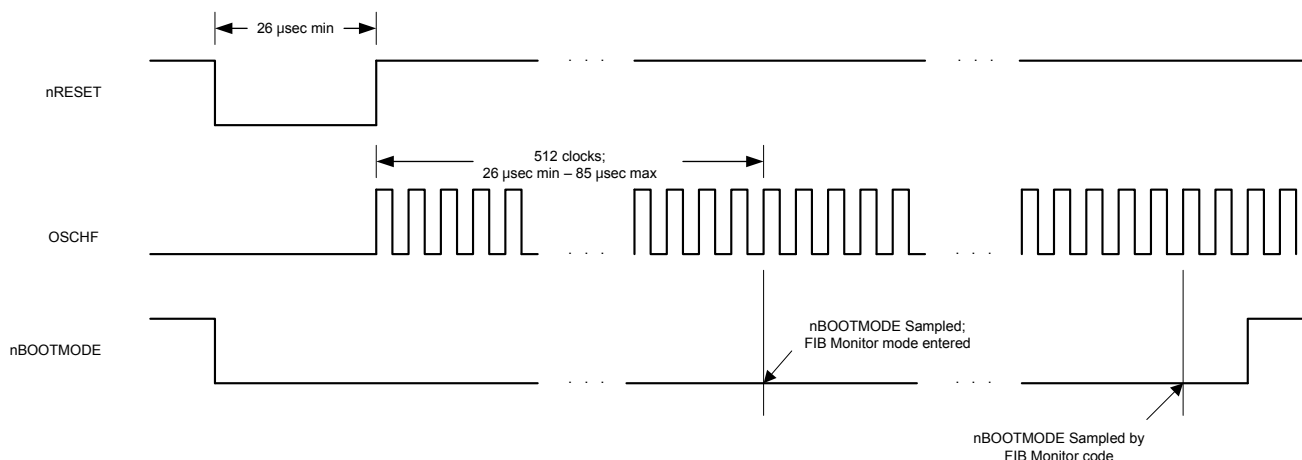 26 µsec min
nRESET
512 clocks;
26 µsec min – 85 µsec max
OSCHF
nBOOTMODE Sampled;
FIB Monitor mode entered
nBOOTMODE
nBOOTMODE Sampled by
FIB Monitor code